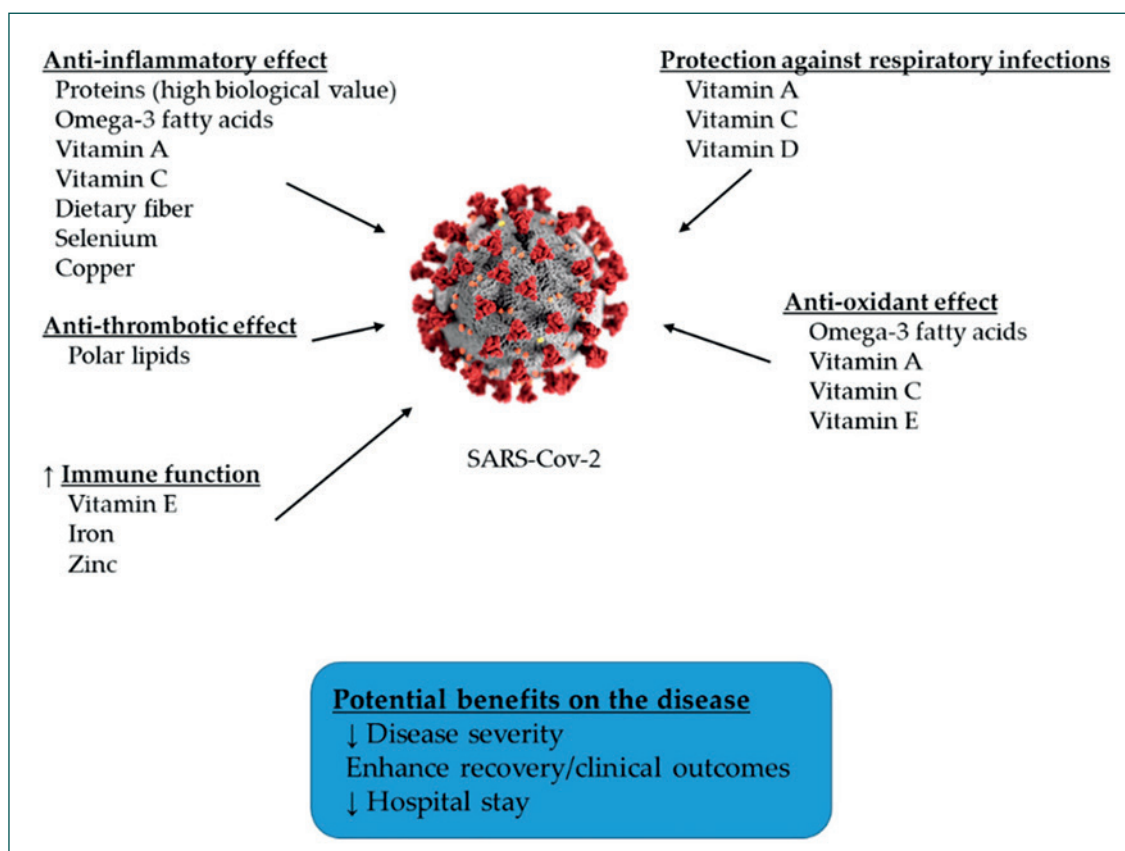 Anti-inflammatory effect
Proteins (high biological value)
Omega-3 fatty acids
Vitamin A
Vitamin C
Dietary fiber
Selenium
Copper
Anti-thrombotic effect
Polar lipids
↑ Immune function
Vitamin E
Iron
Zinc
Protection against respiratory infections
Vitamin A
Vitamin C
Vitamin D
Anti-oxidant effect
Omega-3 fatty acids
Vitamin A
Vitamin C
Vitamin E
SARS-Cov-2
Potential benefits on the disease
↓ Disease severity
Enhance recovery/clinical outcomes
↓ Hospital stay